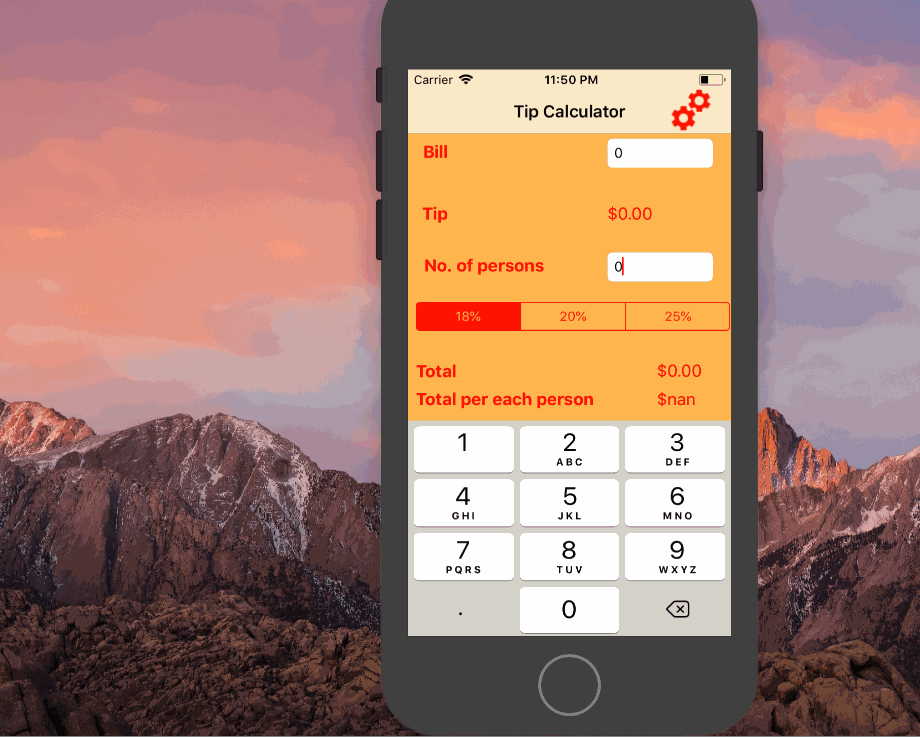 Carrier 11:50 PM
Tip Calculator
Bill 0
Tip $0.00
No. of persons 0
18% 20% 25%
Total $0.00
Total per each person $nan
1 2 3
ABC DEF
4 5 6
GHI JKL MNO
7 8 9
PQRS TUV WXYZ
. 0